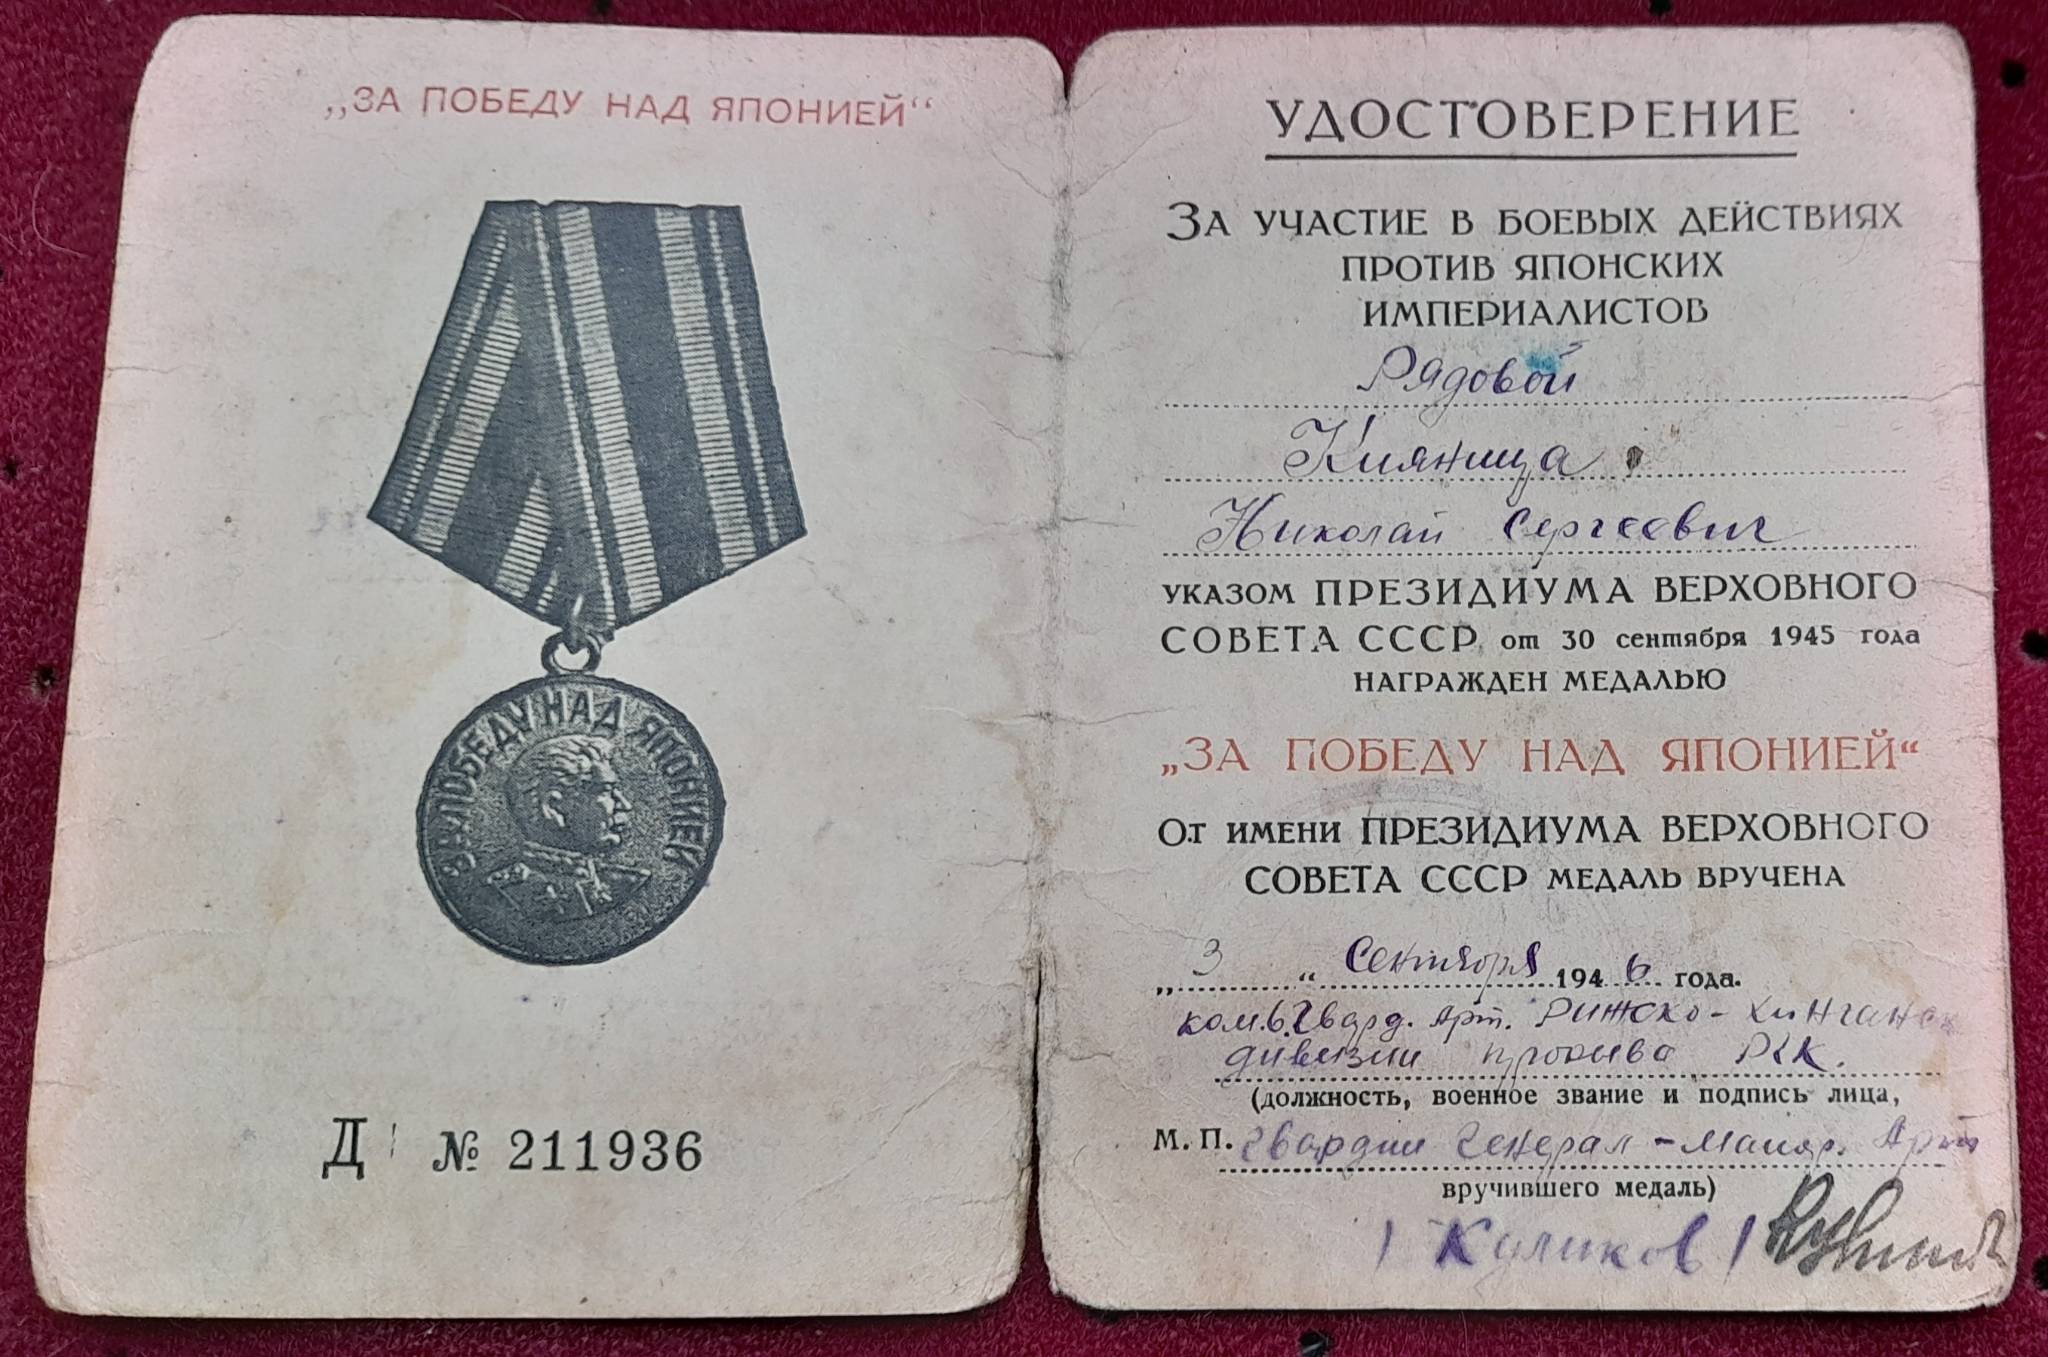 „ЗА ПОБЕДУ НАД ЯПОНИЕЙ“
ЗА ПОБЕДУ НАД ЯПОНИЕЙ
Д № 211936
УДОСТОВЕРЕНИЕ
ЗА УЧАСТИЕ В БОЕВЫХ ДЕЙСТВИЯХ
ПРОТИВ ЯПОНСКИХ
ИМПЕРИАЛИСТОВ
Рядовой
Кияница
Николай Сергеевич
УКАЗОМ ПРЕЗИДИУМА ВЕРХОВНОГО
СОВЕТА СССР от 30 сентября 1945 года
НАГРАЖДЕН МЕДАЛЬЮ
„ЗА ПОБЕДУ НАД ЯПОНИЕЙ“
ОТ ИМЕНИ ПРЕЗИДИУМА ВЕРХОВНОГО
СОВЕТА СССР МЕДАЛЬ ВРУЧЕНА
„ 3 “ Сентября 1946 года.
ком. 6. Гвард. Арт. Рижско-Хинганск
дивизии прорыва РГК.
(должность, военное звание и подпись лица,
М. П. Гвардии Генерал-Майор. Арт
вручившего медаль)
/Куликов/